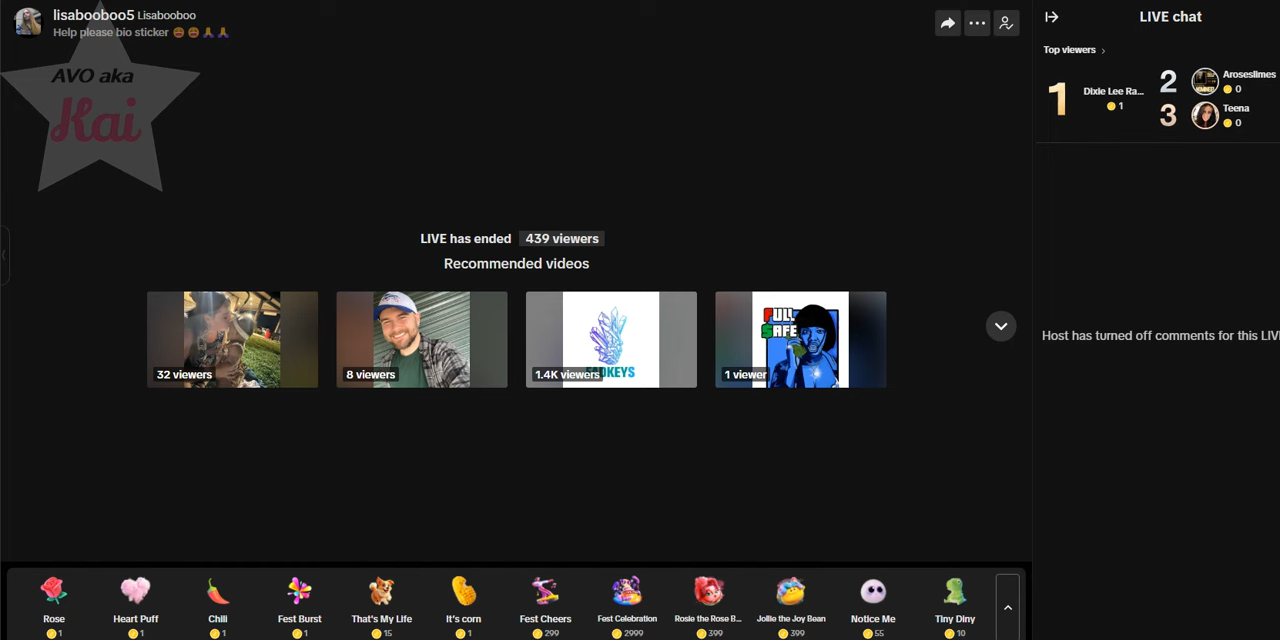 lisabooboo5 Lisabooboo
Help please bio sticker
AVO aka
Kai
LIVE has ended 439 viewers
Recommended videos
32 viewers
8 viewers
1.4K viewers
1 viewer
FULL
$AFE
LIVE chat
Top viewers
1 Dixie Lee Ra...
1
2 Aroseslimes
0
3 Teena
0
Host has turned off comments for this LIV
Rose
1
Heart Puff
1
Chili
1
Fest Burst
1
That's My Life
15
It's corn
1
Fest Cheers
299
Fest Celebration
2999
Rosie the Rose B...
399
Jollie the Joy Bean
399
Notice Me
55
Tiny Diny
10